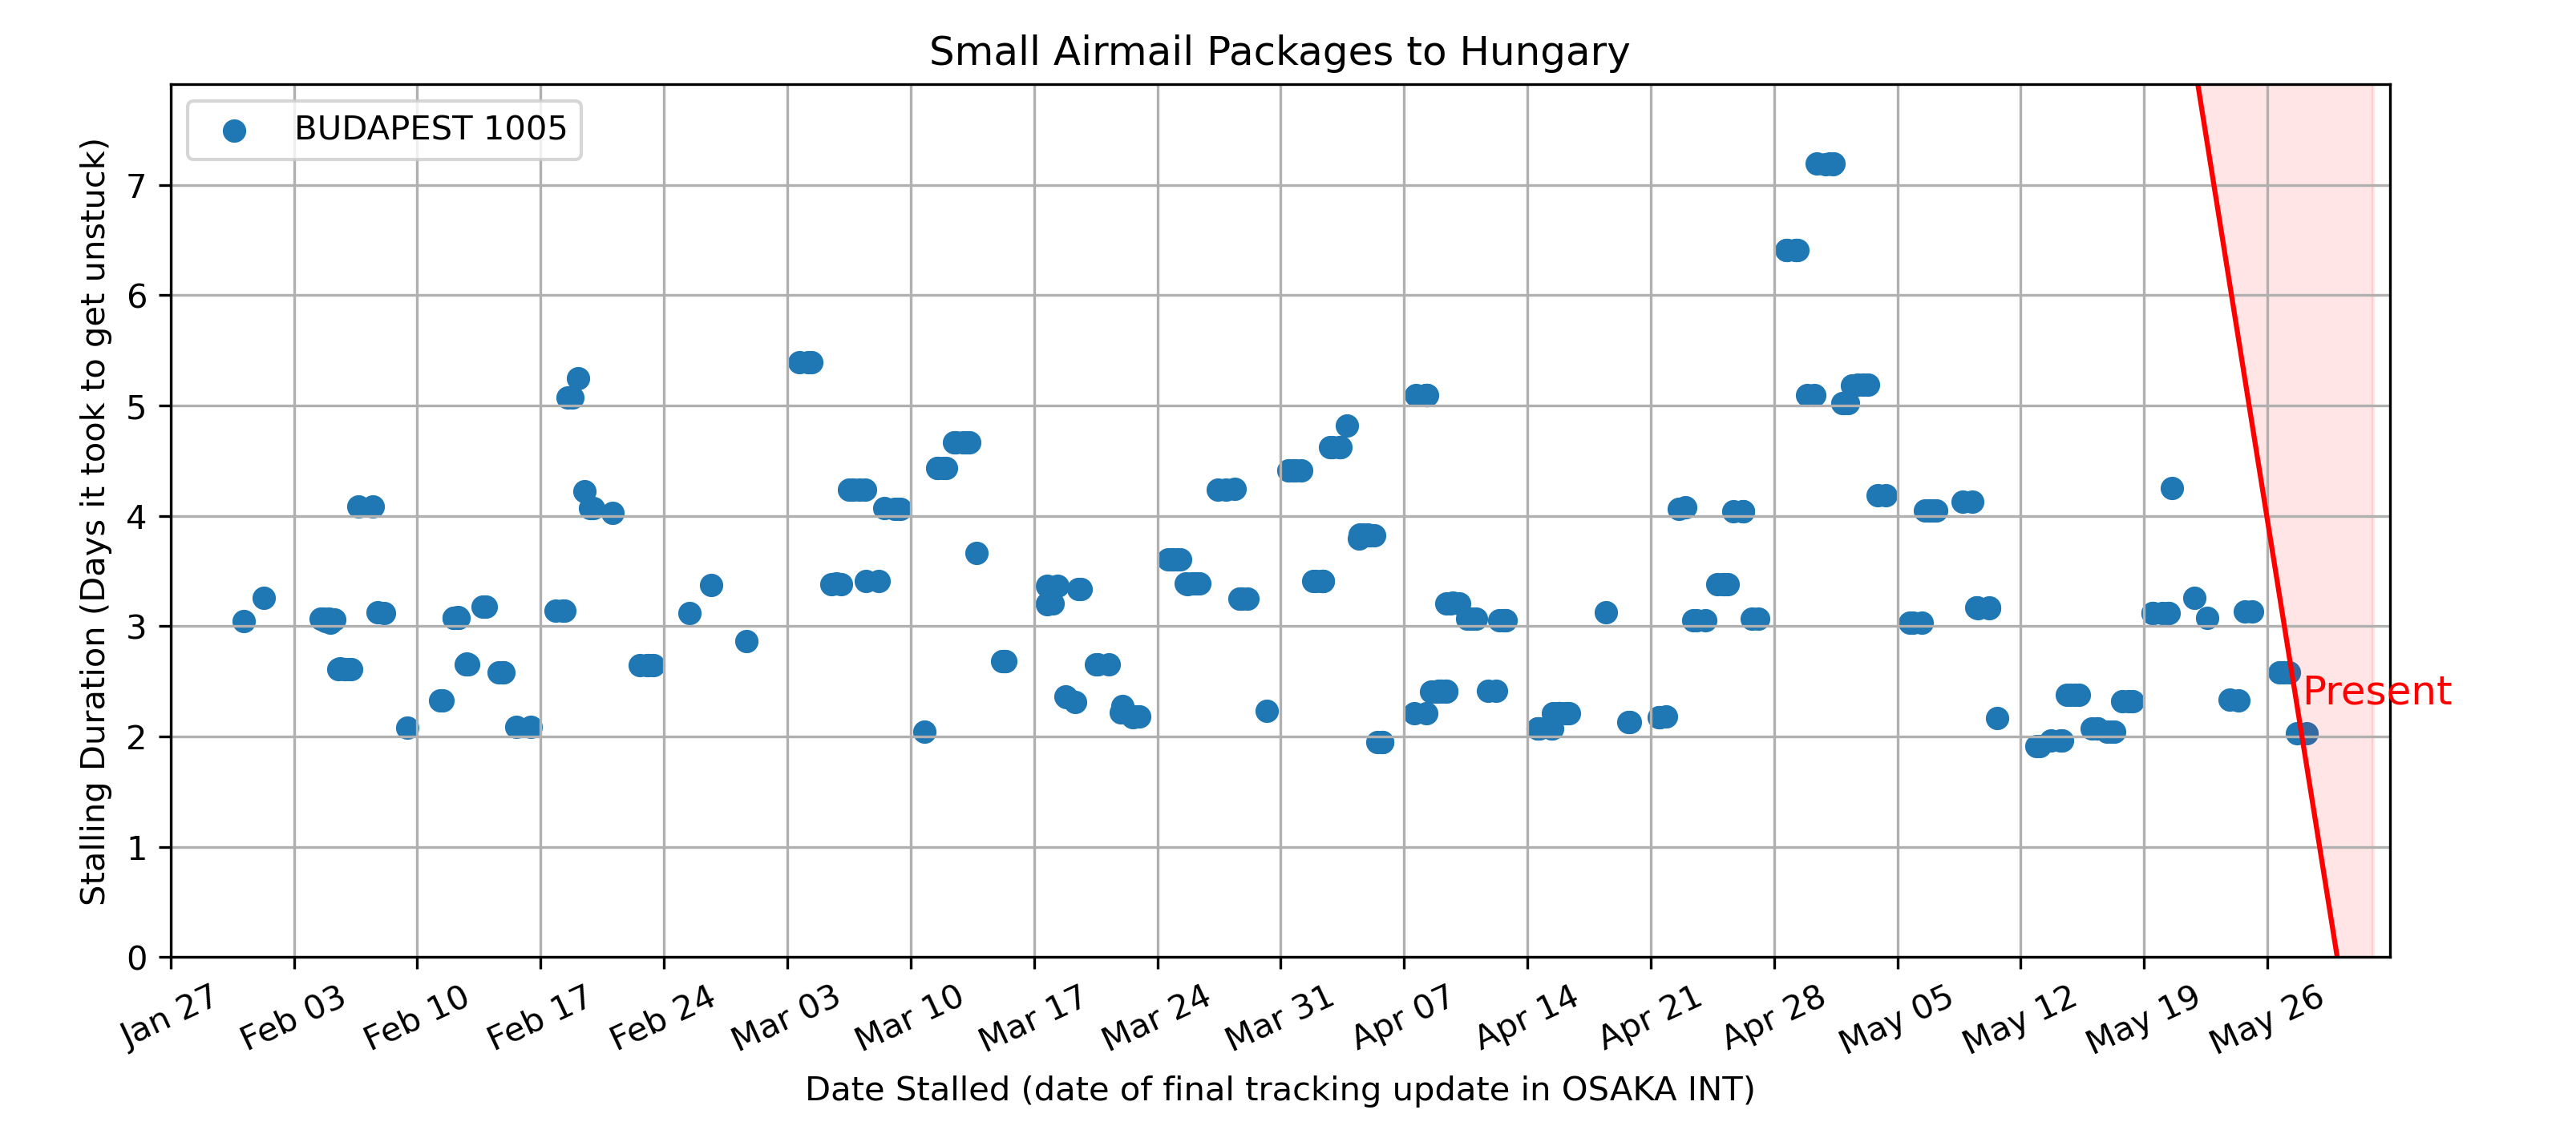 Small Airmail Packages to Hungary
BUDAPEST 1005
Stalling Duration (Days it took to get unstuck)
7
6
5
4
3
2
1
0
Present
Jan 27
Feb 03
Feb 10
Feb 17
Feb 24
Mar 03
Mar 10
Mar 17
Mar 24
Mar 31
Apr 07
Apr 14
Apr 21
Apr 28
May 05
May 12
May 19
May 26
Date Stalled (date of final tracking update in OSAKA INT)